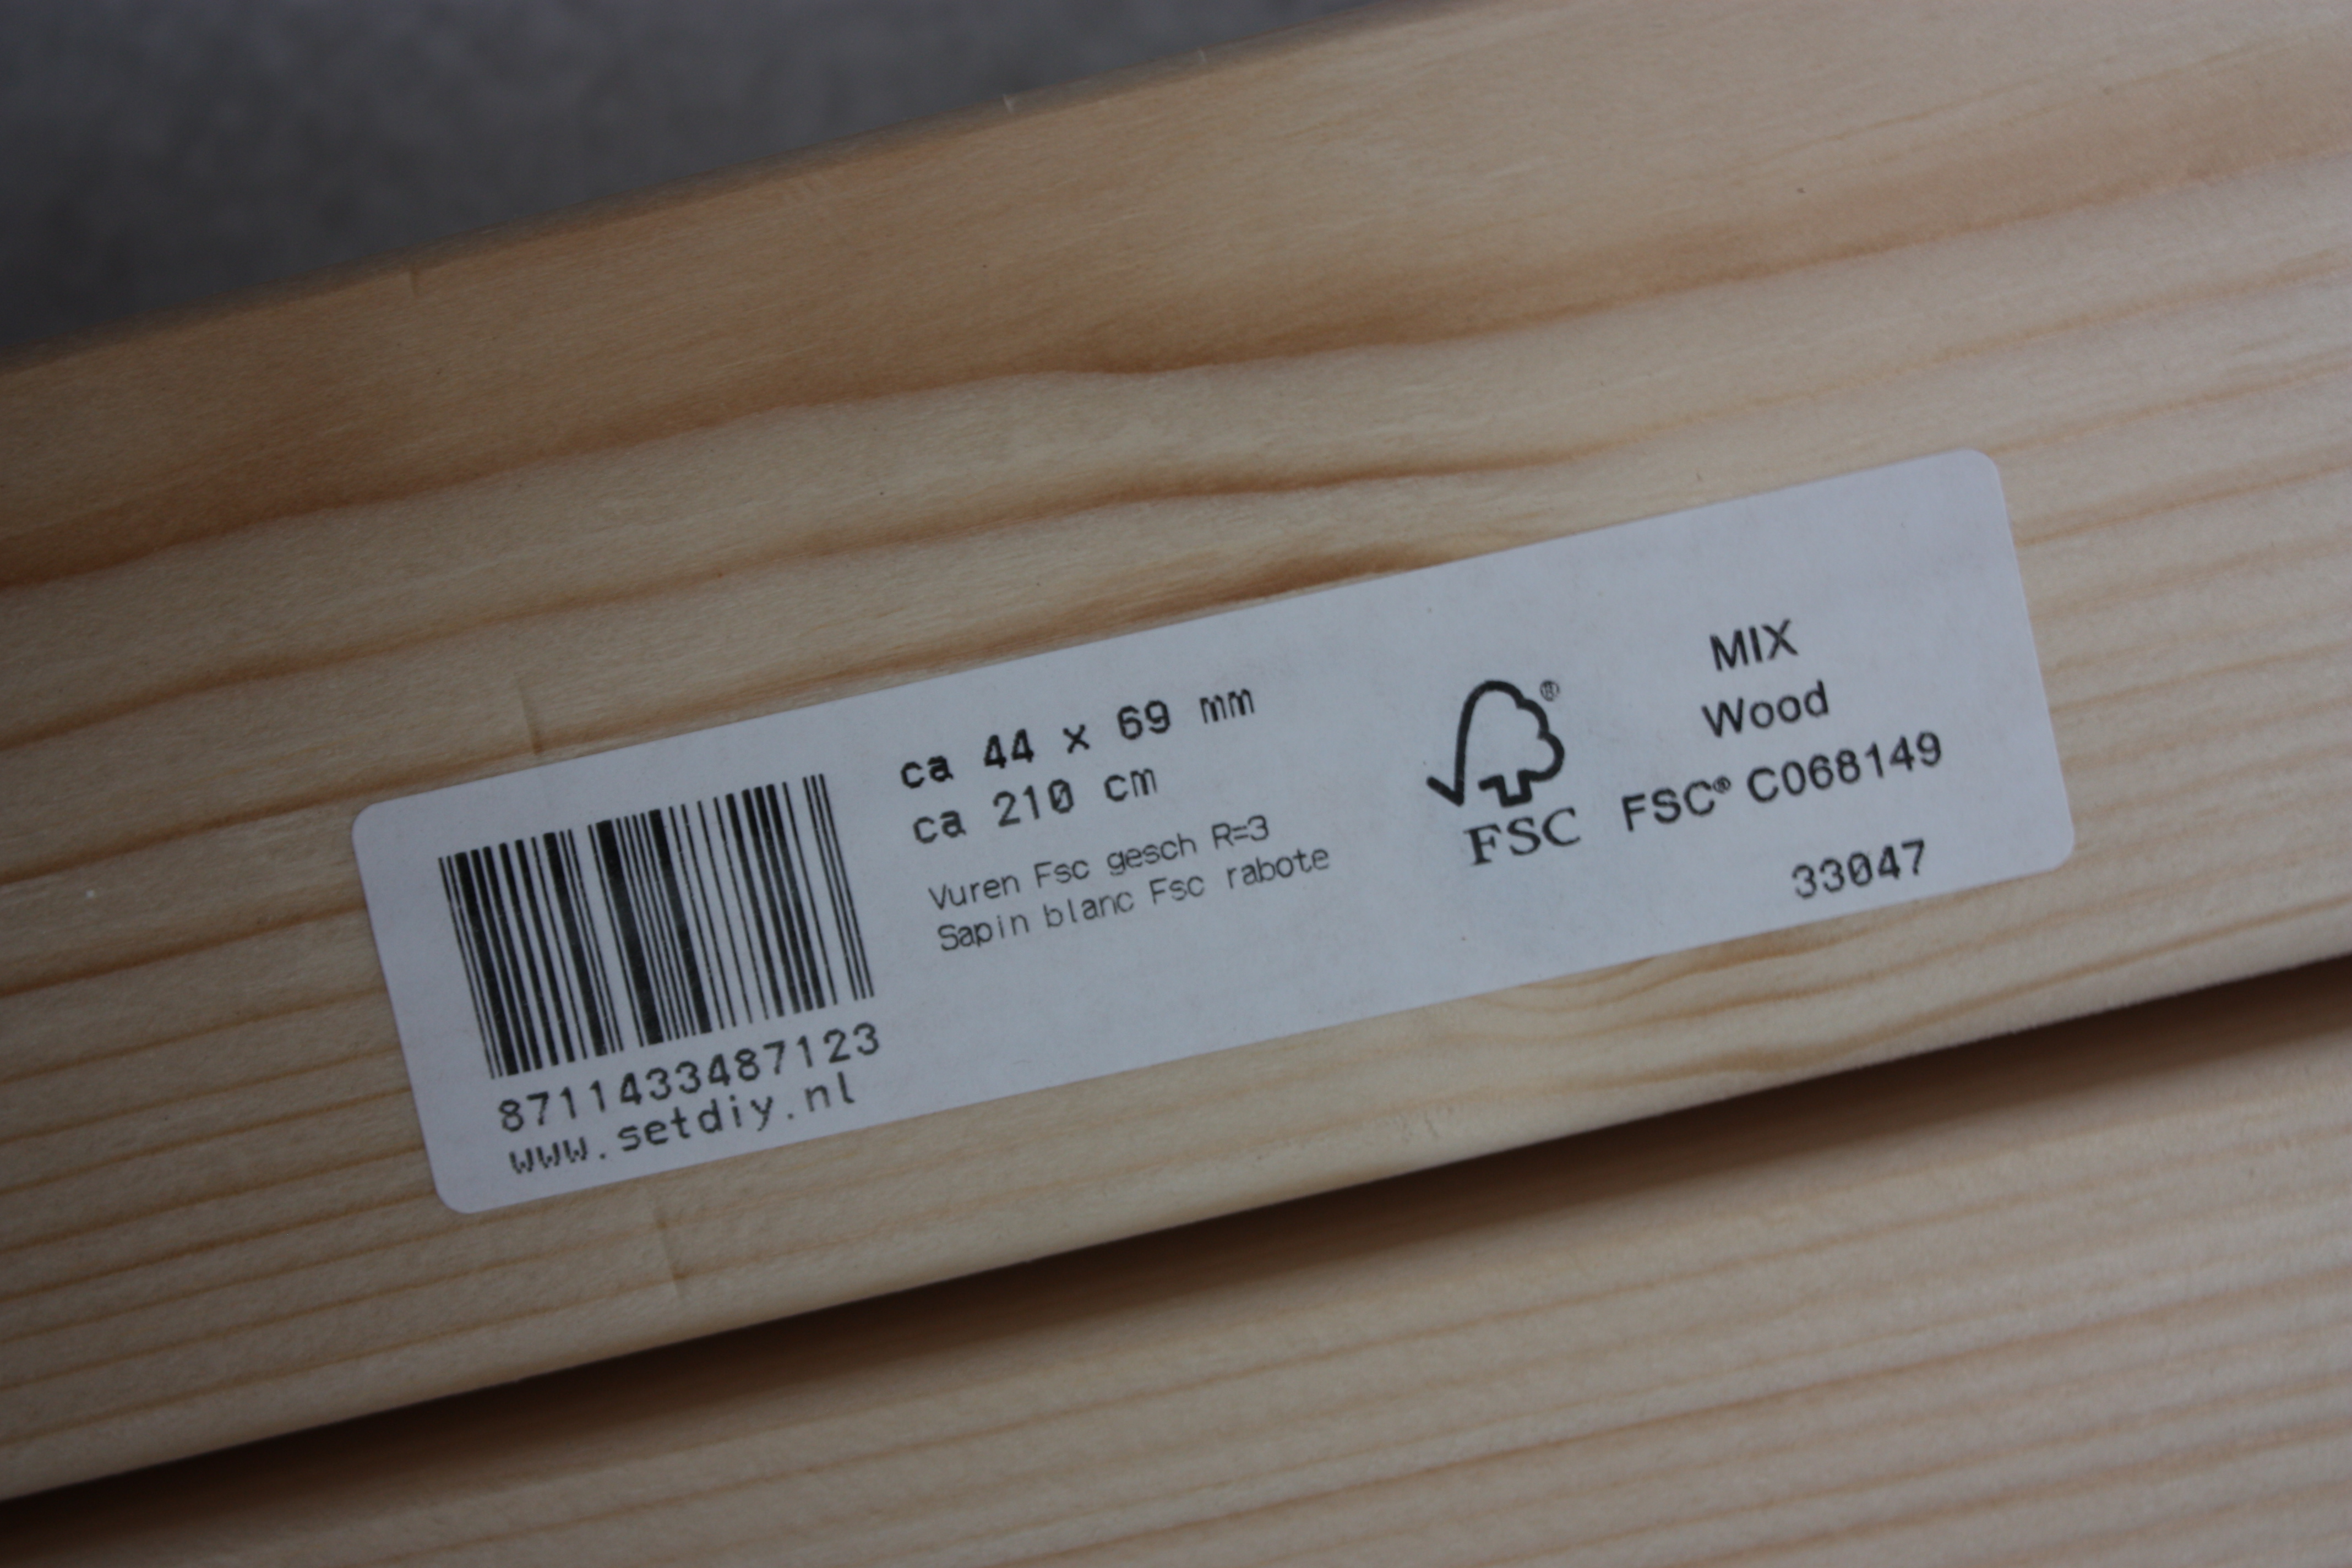 ca 44 x 69 mm
ca 210 cm
Vuren Fsc gesch R=3
Sapin blanc Fsc rabote
8711433487123
www.setdiy.nl
®
FSC
MIX
Wood
FSC® C068149
33047